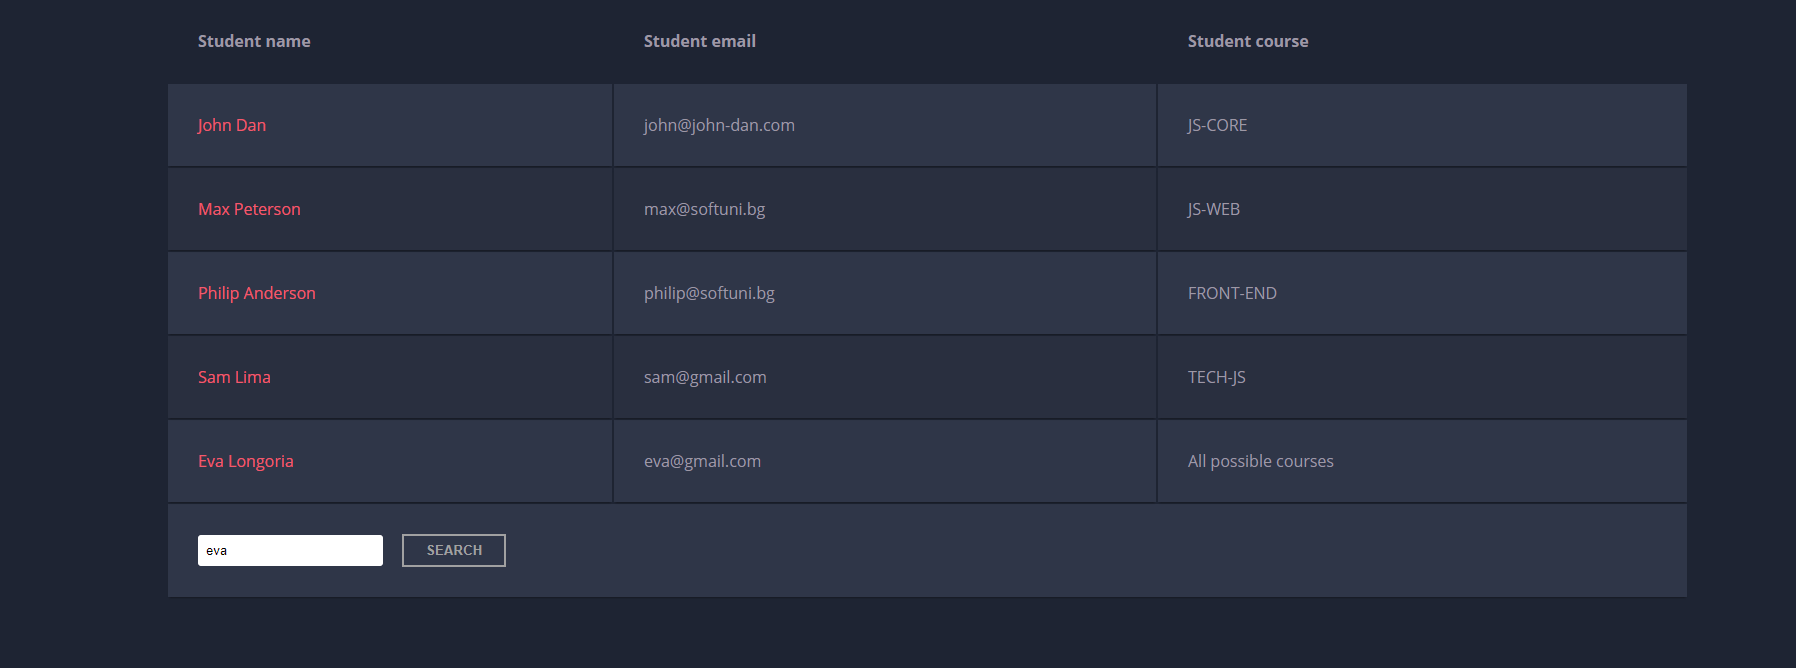 Student name Student email Student course
John Dan john@john-dan.com JS-CORE
Max Peterson max@softuni.bg JS-WEB
Philip Anderson philip@softuni.bg FRONT-END
Sam Lima sam@gmail.com TECH-JS
Eva Longoria eva@gmail.com All possible courses
eva SEARCH